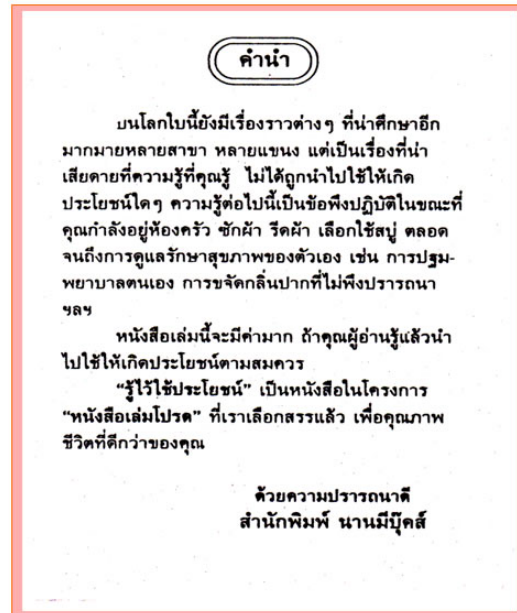 คำนำ
บนโลกใบนี้ยังมีเรื่องราวต่างๆ ที่น่าศึกษาอีก
มากมายหลายสาขา หลายแขนง แต่เป็นเรื่องที่น่า
เสียดายที่ความรู้ที่คุณรู้ ไม่ได้ถูกนำไปใช้ให้เกิด
ประโยชน์ใดๆ ความรู้ต่อไปนี้เป็นข้อพึงปฏิบัติในขณะที่
คุณกำลังอยู่ห้องครัว ซักผ้า รีดผ้า เลือกใช้สบู่ ตลอด
จนถึงการดูแลรักษาสุขภาพของตัวเอง เช่น การปฐม-
พยาบาลตนเอง การขจัดกลิ่นปากที่ไม่พึงปรารถนา
ฯลฯ
หนังสือเล่มนี้จะมีค่ามาก ถ้าคุณผู้อ่านรู้แล้วนำ
ไปใช้ให้เกิดประโยชน์ตามสมควร
“รู้ไว้ใช้ประโยชน์” เป็นหนังสือในโครงการ
“หนังสือเล่มโปรด” ที่เราเลือกสรรแล้ว เพื่อคุณภาพ
ชีวิตที่ดีกว่าของคุณ
ด้วยความปรารถนาดี
สำนักพิมพ์ นานมีบุ๊คส์